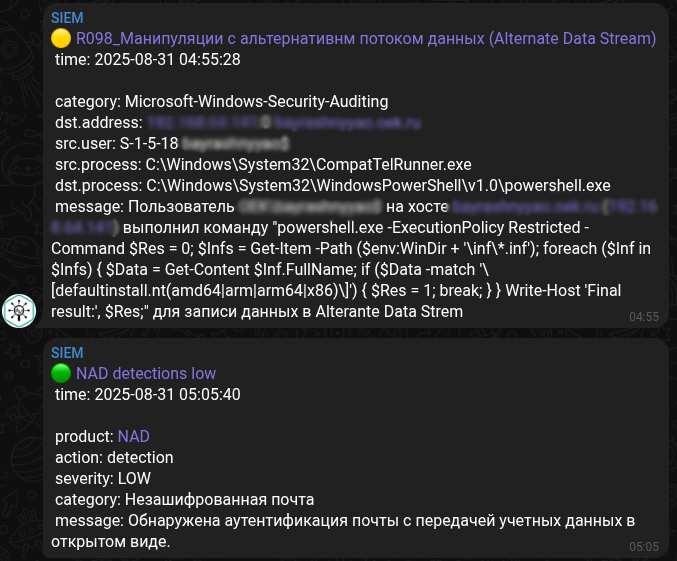 SIEM
🟡 R098_Манипуляции с альтернативнм потоком данных (Alternate Data Stream)
time: 2025-08-31 04:55:28
category: Microsoft-Windows-Security-Auditing
dst.address:
src.user: S-1-5-18
src.process: C:\Windows\System32\CompatTelRunner.exe
dst.process: C:\Windows\System32\WindowsPowerShell\v1.0\powershell.exe
message: Пользователь на хосте
выполнил команду "powershell.exe -ExecutionPolicy Restricted -
Command $Res = 0; $Infs = Get-Item -Path ($env:WinDir + '\inf\*.inf'); foreach ($Inf in
$Infs) { $Data = Get-Content $Inf.FullName; if ($Data -match '\
[defaultinstall.nt(amd64|arm|arm64|x86)\]') { $Res = 1; break; } } Write-Host 'Final
result:', $Res;" для записи данных в Alterante Data Strem
04:55
SIEM
🟢 NAD detections low
time: 2025-08-31 05:05:40
product: NAD
action: detection
severity: LOW
category: Незашифрованная почта
message: Обнаружена аутентификация почты с передачей учетных данных в
открытом виде.
05:05